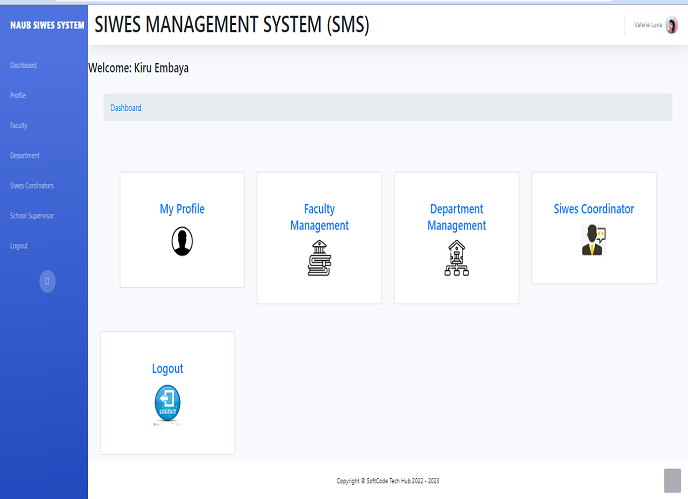 NAUB SIWES SYSTEM
SIWES MANAGEMENT SYSTEM (SMS)
Valerie Luna
Welcome: Kiru Embaya
Dashboard
Profile
Faculty
Department
Siwes Cordinators
School Supervisor
Logout
Dashboard
My Profile
Faculty
Management
Department
Management
Siwes Coordinator
Logout
LOGOUT
Copyright © SoftCode Tech Hub 2022 - 2023